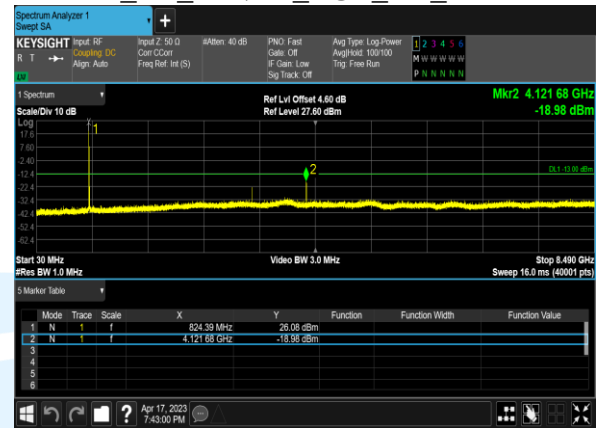 Spectrum Analyzer 1
Swept SA
KEYSIGHT
R T
Input: RF
Coupling: DC
Align: Auto
Input Z: 50 Ω
Corr CCorr
Freq Ref: Int (S)
#Atten: 40 dB
PNO: Fast
Gate: Off
IF Gain: Low
Sig Track: Off
Avg Type: Log-Power
Avg|Hold: 100/100
Trig: Free Run
1 2 3 4 5 6
M W W W W W
P N N N N N
1 Spectrum
Scale/Div 10 dB
Ref Lvl Offset 4.60 dB
Ref Level 27.60 dBm
Mkr2 4.121 68 GHz
-18.98 dBm
Log
17.6
7.60
-2.40
-12.4
-22.4
-32.4
-42.4
-52.4
-62.4
1
2
DL1 -13.00 dBm
Start 30 MHz
#Res BW 1.0 MHz
Video BW 3.0 MHz
Stop 8.490 GHz
Sweep 16.0 ms (40001 pts)
5 Marker Table
Mode Trace Scale X Y Function Function Width Function Value
1 N 1 f 824.39 MHz 26.08 dBm
2 N 1 f 4.121 68 GHz -18.98 dBm
3
4
5
6
?
Apr 17, 2023
7:43:00 PM